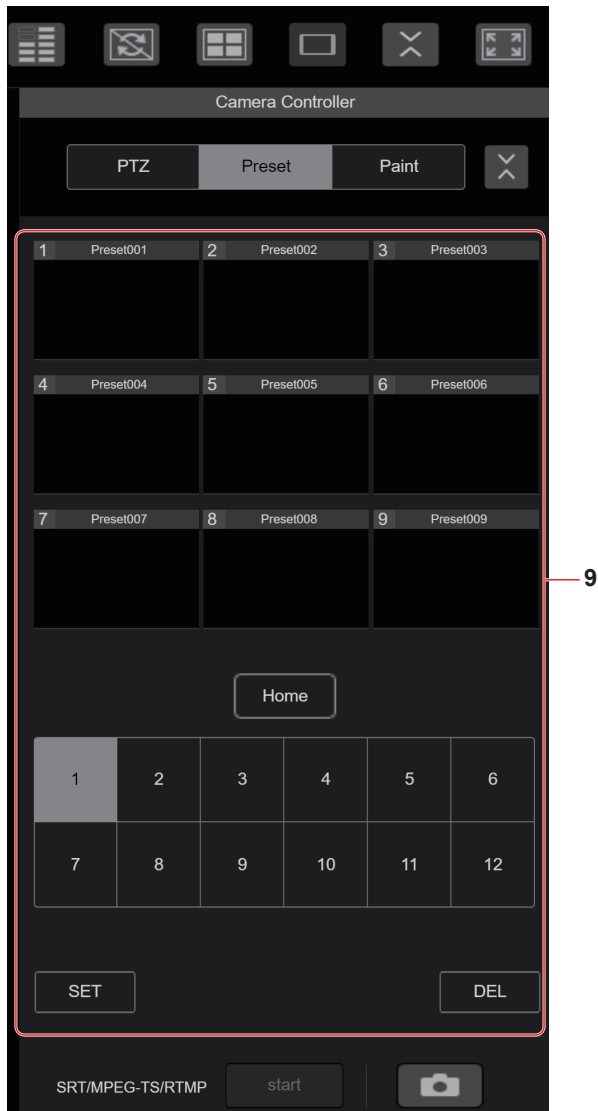 Camera Controller
PTZ Preset Paint
1 Preset001 2 Preset002 3 Preset003
4 Preset004 5 Preset005 6 Preset006
7 Preset007 8 Preset008 9 Preset009
9
Home
1 2 3 4 5 6
7 8 9 10 11 12
SET DEL
SRT/MPEG-TS/RTMP start